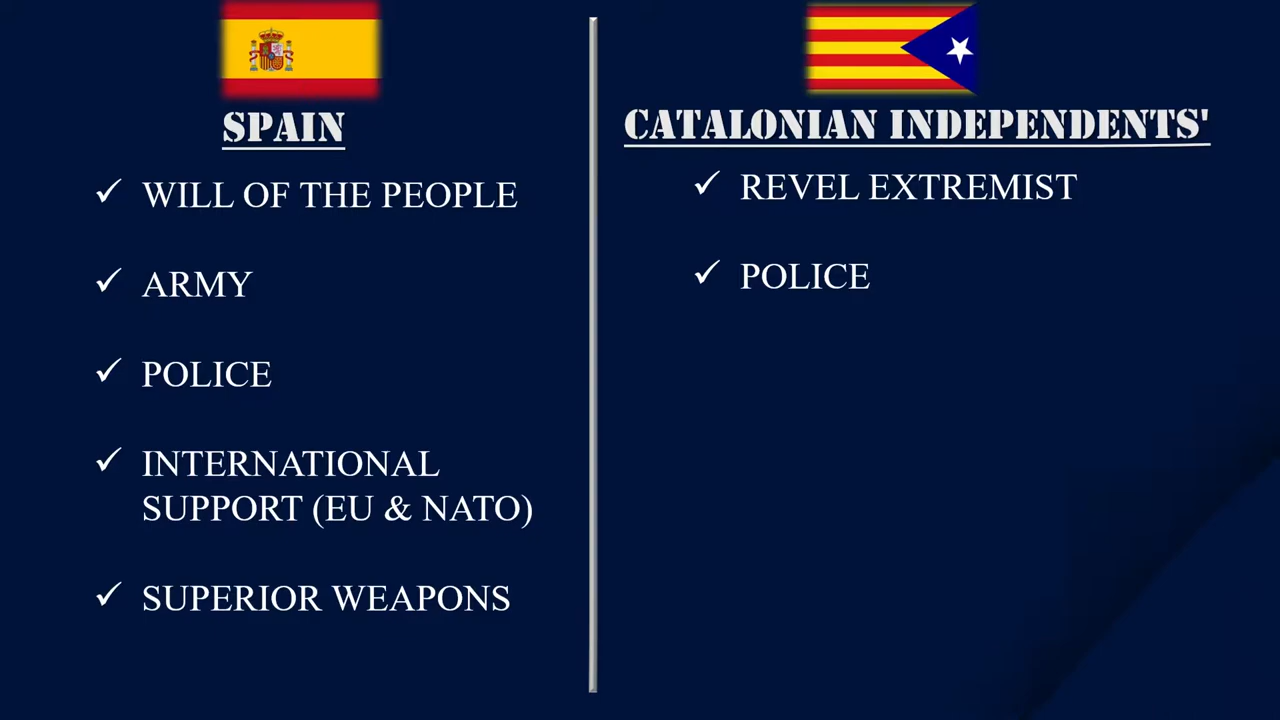 SPAIN
WILL OF THE PEOPLE
ARMY
POLICE
INTERNATIONAL
SUPPORT (EU & NATO)
SUPERIOR WEAPONS
CATALONIAN INDEPENDENTS'
REVEL EXTREMIST
POLICE